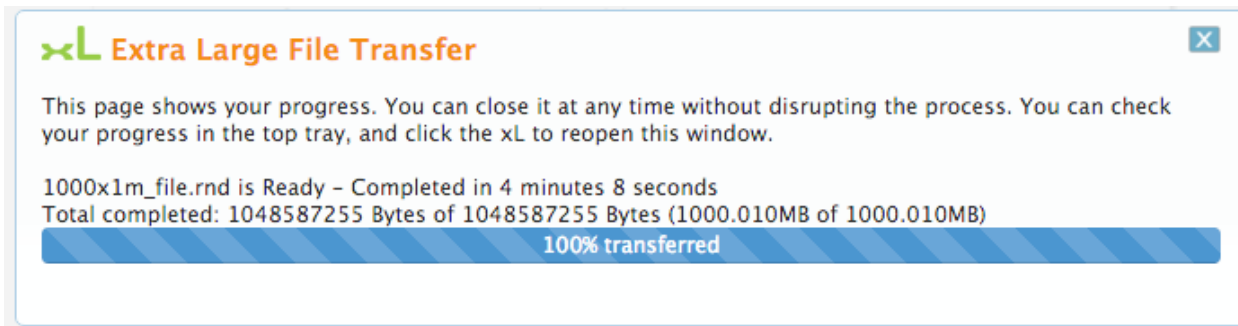 xL Extra Large File Transfer
X
This page shows your progress. You can close it at any time without disrupting the process. You can check
your progress in the top tray, and click the xL to reopen this window.
1000x1m_file.rnd is Ready – Completed in 4 minutes 8 seconds
Total completed: 1048587255 Bytes of 1048587255 Bytes (1000.010MB of 1000.010MB)
100% transferred